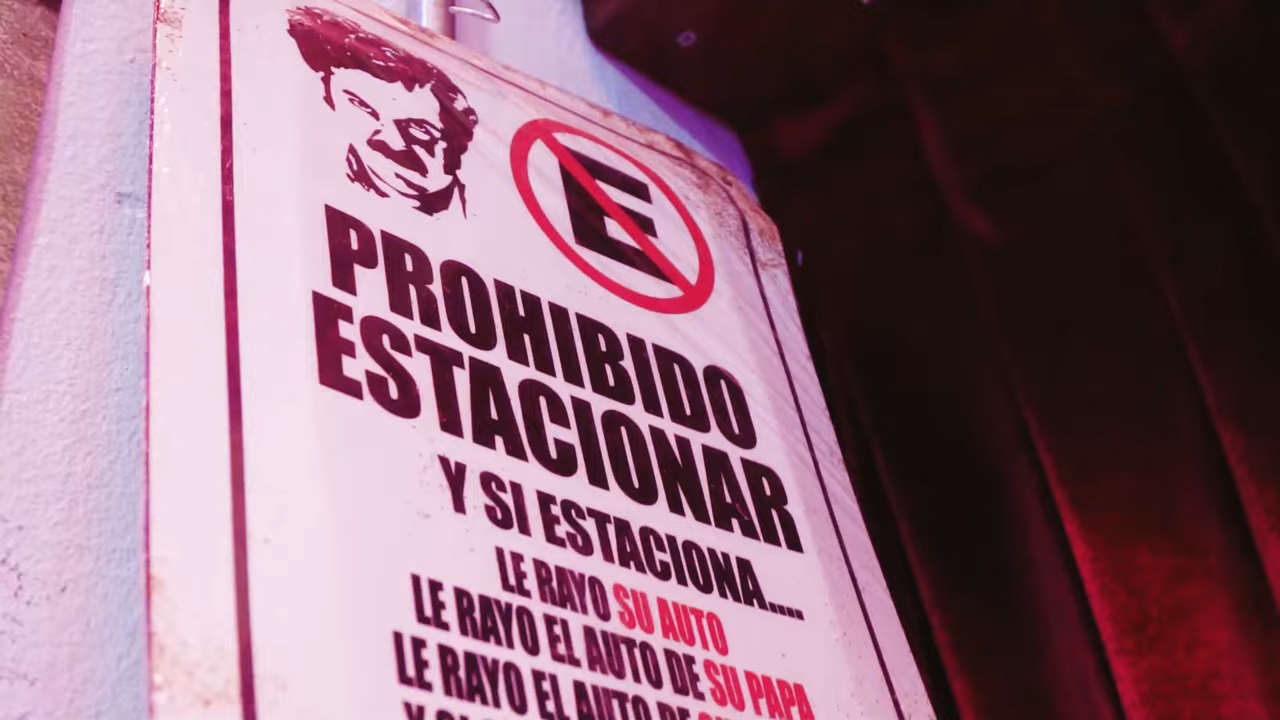 E
PROHIBIDO
ESTACIONAR
Y SI ESTACIONA....
LE RAYO SU AUTO
LE RAYO EL AUTO DE SU PAPA
LE RAYO EL AUTO DE
Y SI